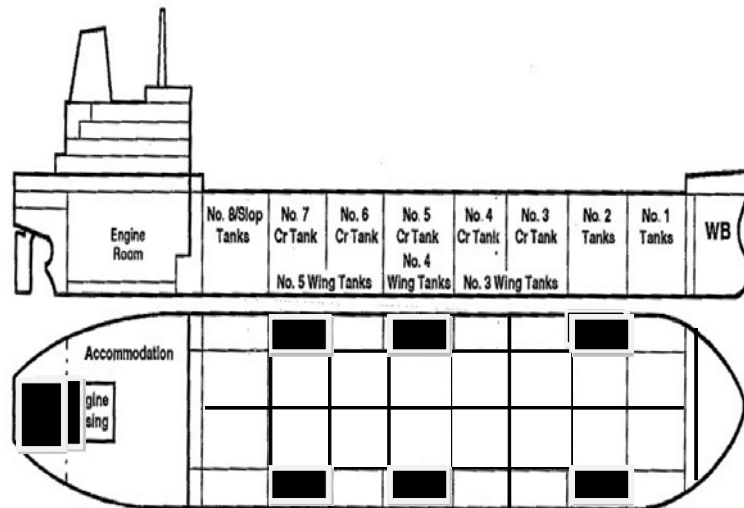 No. 8/Slop
Tanks
No. 7
Cr Tank
No. 6
Cr Tank
No. 5
Cr Tank
No. 4
Cr Tank
No. 3
Cr Tank
No. 2
Tanks
No. 1
Tanks
WB
Engine
Room
No. 4
No. 5 Wing Tanks
Wing Tanks
No. 3 Wing Tanks
Accommodation
gine
sing